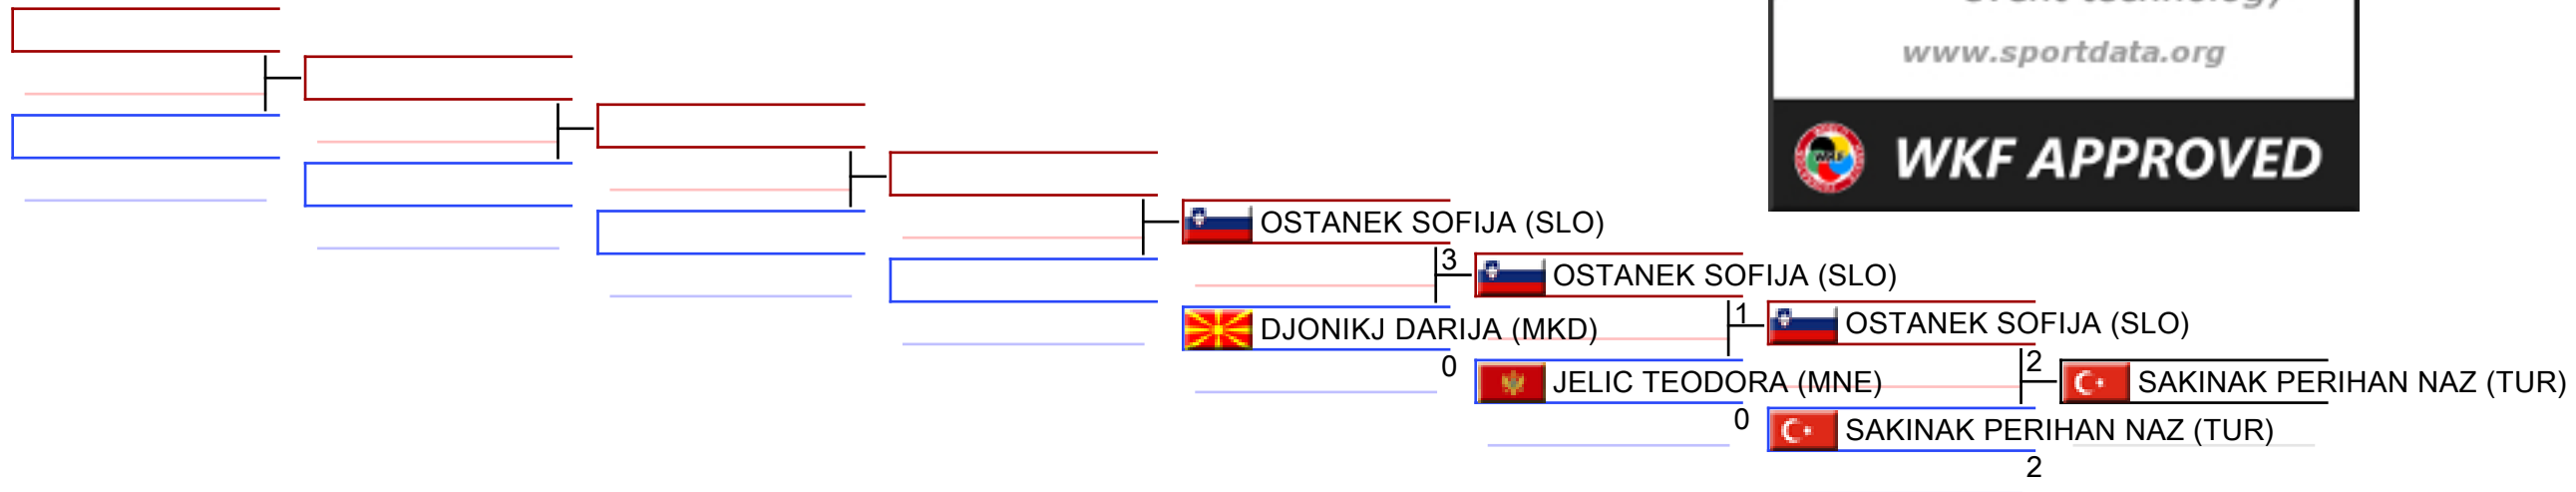 www.sportdata.org
WKF APPROVED
OSTANEK SOFIJA (SLO)
3
OSTANEK SOFIJA (SLO)
DJONIKJ DARIJA (MKD)
0
1
OSTANEK SOFIJA (SLO)
JELIC TEODORA (MNE)
0
2
SAKINAK PERIHAN NAZ (TUR)
SAKINAK PERIHAN NAZ (TUR)
2